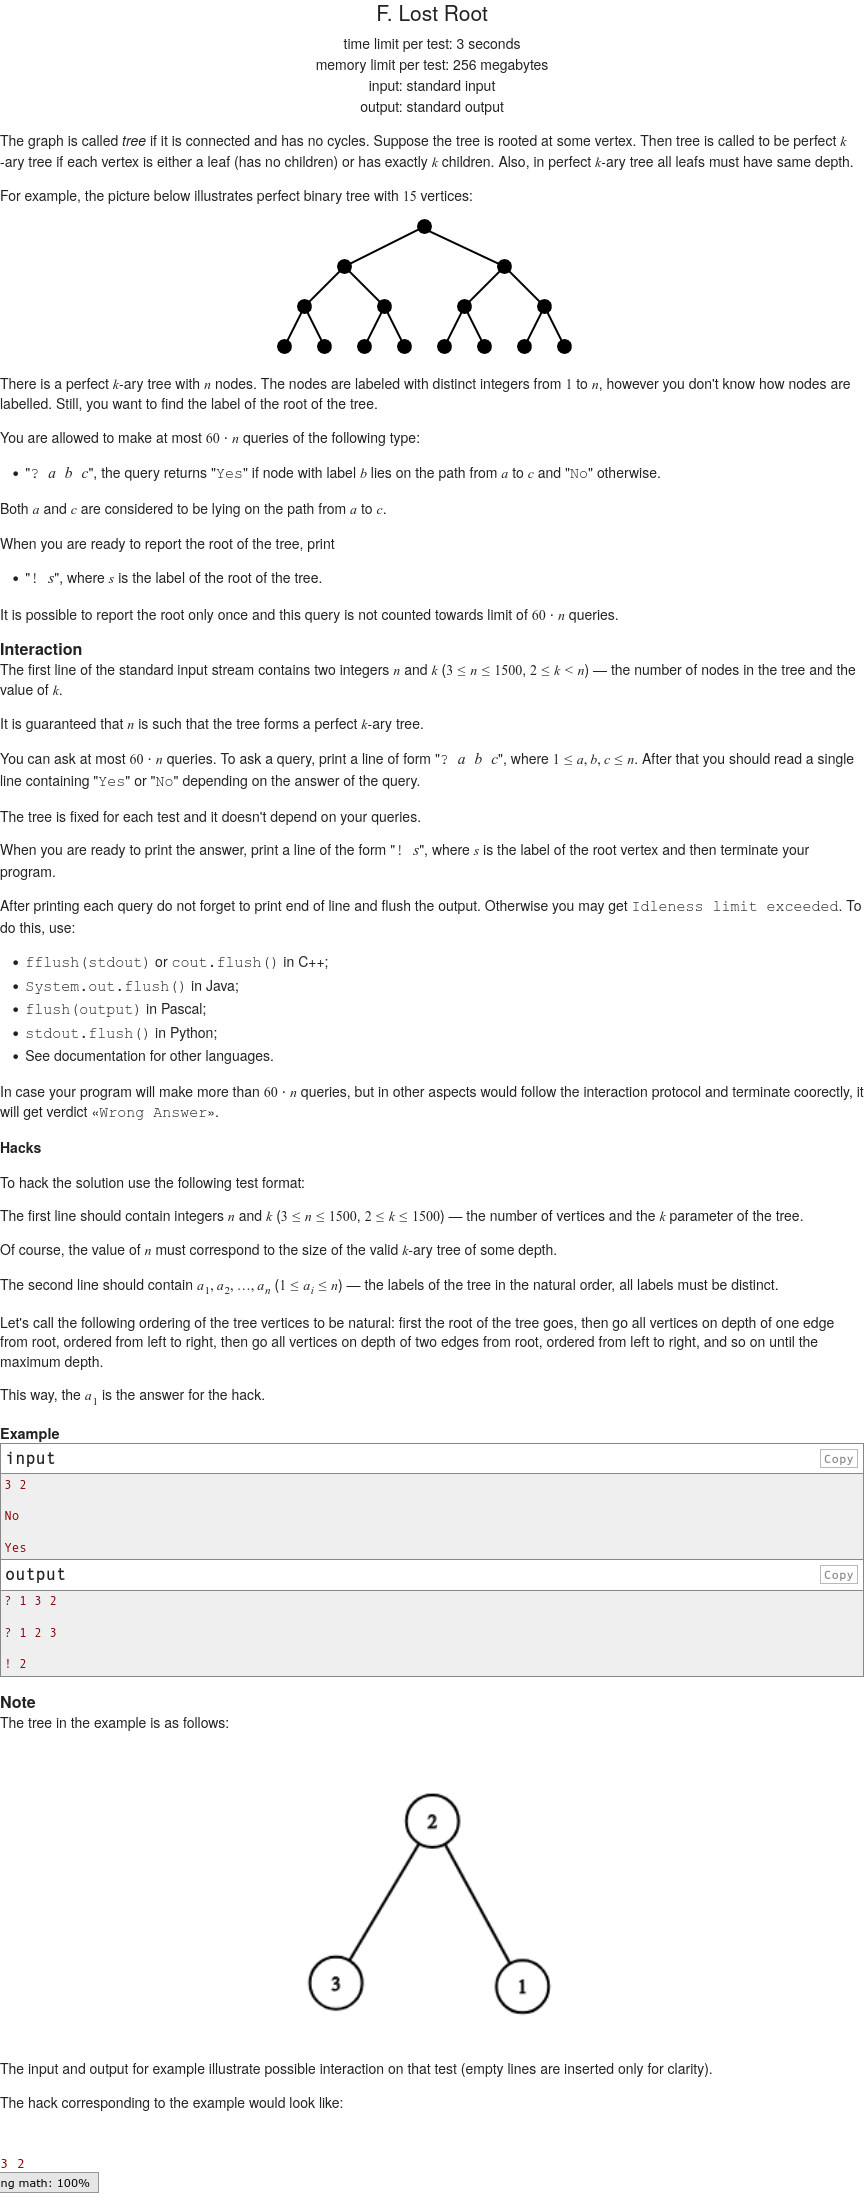 F. Lost Root
time limit per test: 3 seconds
memory limit per test: 256 megabytes
input: standard input
output: standard output
The graph is called tree if it is connected and has no cycles. Suppose the tree is rooted at some vertex. Then tree is called to be perfect k
-ary tree if each vertex is either a leaf (has no children) or has exactly k children. Also, in perfect k-ary tree all leafs must have same depth.
For example, the picture below illustrates perfect binary tree with 15 vertices:
There is a perfect k-ary tree with n nodes. The nodes are labeled with distinct integers from 1 to n, however you don't know how nodes are
labelled. Still, you want to find the label of the root of the tree.
You are allowed to make at most 60 · n queries of the following type:
• "? a b c", the query returns "Yes" if node with label b lies on the path from a to c and "No" otherwise.
Both a and c are considered to be lying on the path from a to c.
When you are ready to report the root of the tree, print
• "! s", where s is the label of the root of the tree.
It is possible to report the root only once and this query is not counted towards limit of 60 · n queries.
Interaction
The first line of the standard input stream contains two integers n and k (3 ≤ n ≤ 1500, 2 ≤ k < n) — the number of nodes in the tree and the
value of k.
It is guaranteed that n is such that the tree forms a perfect k-ary tree.
You can ask at most 60 · n queries. To ask a query, print a line of form "? a b c", where 1 ≤ a, b, c ≤ n. After that you should read a single
line containing "Yes" or "No" depending on the answer of the query.
The tree is fixed for each test and it doesn't depend on your queries.
When you are ready to print the answer, print a line of the form "! s", where s is the label of the root vertex and then terminate your
program.
After printing each query do not forget to print end of line and flush the output. Otherwise you may get Idleness limit exceeded. To
do this, use:
• fflush(stdout) or cout.flush() in C++;
• System.out.flush() in Java;
• flush(output) in Pascal;
• stdout.flush() in Python;
• See documentation for other languages.
In case your program will make more than 60 · n queries, but in other aspects would follow the interaction protocol and terminate coorectly, it
will get verdict «Wrong Answer».
Hacks
To hack the solution use the following test format:
The first line should contain integers n and k (3 ≤ n ≤ 1500, 2 ≤ k ≤ 1500) — the number of vertices and the k parameter of the tree.
Of course, the value of n must correspond to the size of the valid k-ary tree of some depth.
The second line should contain a1, a2, …, an (1 ≤ ai ≤ n) — the labels of the tree in the natural order, all labels must be distinct.
Let's call the following ordering of the tree vertices to be natural: first the root of the tree goes, then go all vertices on depth of one edge
from root, ordered from left to right, then go all vertices on depth of two edges from root, ordered from left to right, and so on until the
maximum depth.
This way, the a1 is the answer for the hack.
Example
input Copy
3 2
No
Yes
output Copy
? 1 3 2
? 1 2 3
! 2
Note
The tree in the example is as follows:
2
3 1
The input and output for example illustrate possible interaction on that test (empty lines are inserted only for clarity).
The hack corresponding to the example would look like:
3 2
ng math: 100%